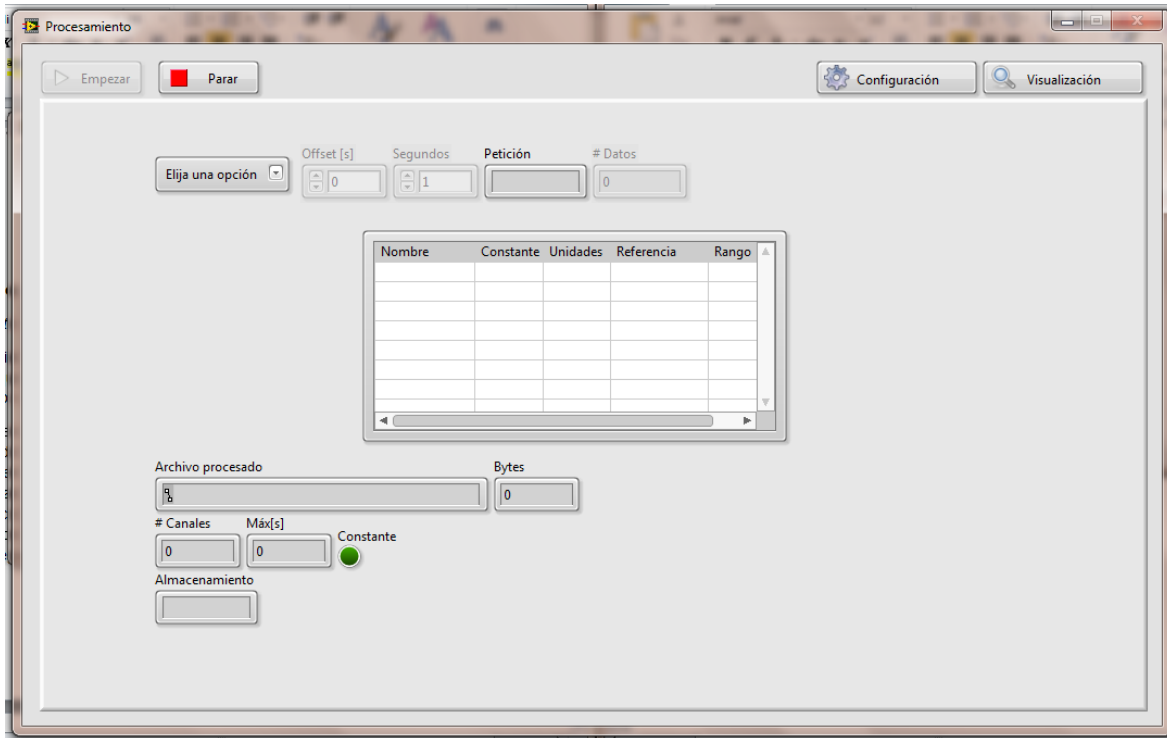 Procesamiento
Empezar Parar Configuración Visualización
Offset [s] Segundos Petición # Datos
Elija una opción 0 1 0
Nombre Constante Unidades Referencia Rango
Archivo procesado Bytes
0
# Canales Máx[s]
Constante
0 0
Almacenamiento